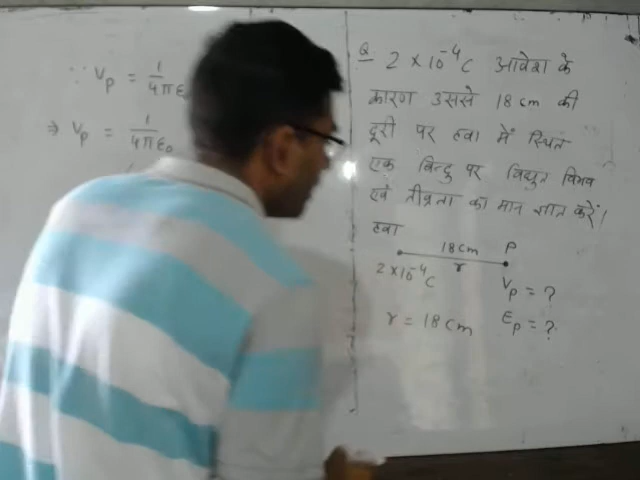 ∵ Vp = 1/4πε
⇒ Vp = 1/4πε₀
Q. 2 × 10⁻⁴ C आवेश के
कारण उससे 18 cm की
दूरी पर हवा में स्थित
एक बिन्दु पर विद्युत विभव
एवं तीव्रता का मान ज्ञात करें।
हवा
18cm P
r
2×10⁻⁴C Vp = ?
r = 18 cm Ep = ?